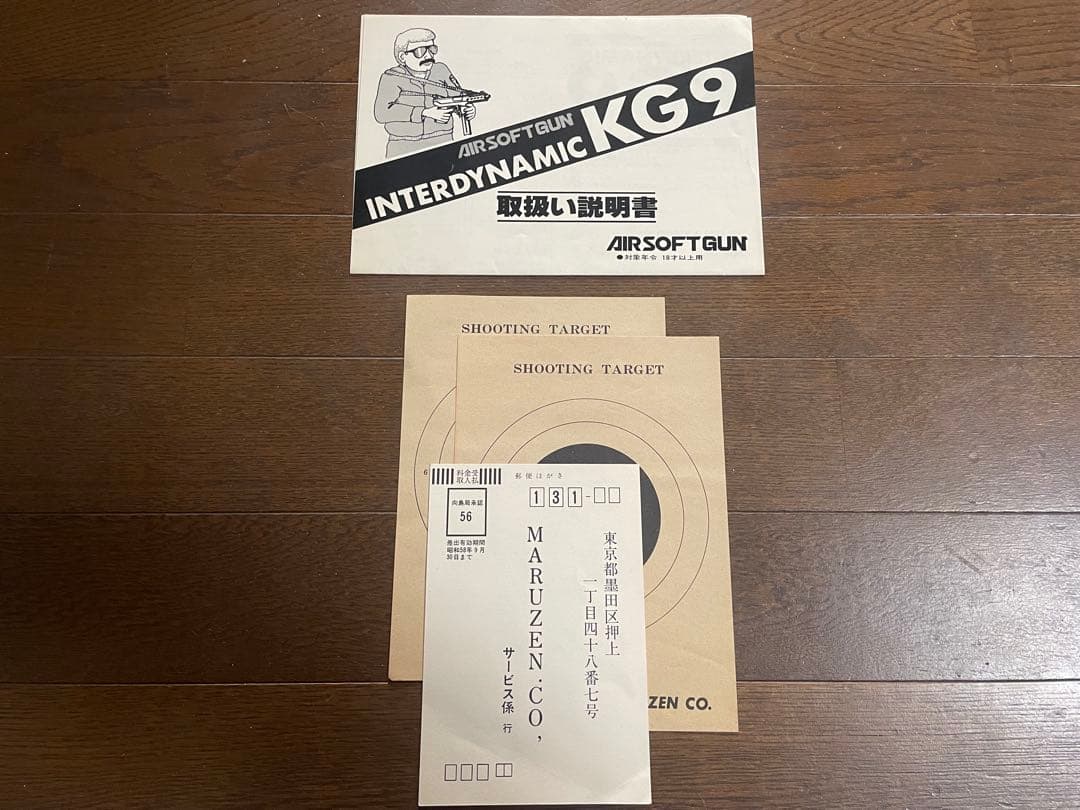 AIRSOFTGUN
INTERDYNAMIC KG9
取扱い説明書
AIRSOFTGUN
●対象年令 18才以上用
SHOOTING TARGET
SHOOTING TARGET
6
料金受
取人払
郵便はがき
向島局承認
56
差出有効期間
昭和58年9月
30日まで
131-
東京都墨田区押上
一丁目四十八番七号
MARUZEN.CO,
サービス係 行
ZEN CO.